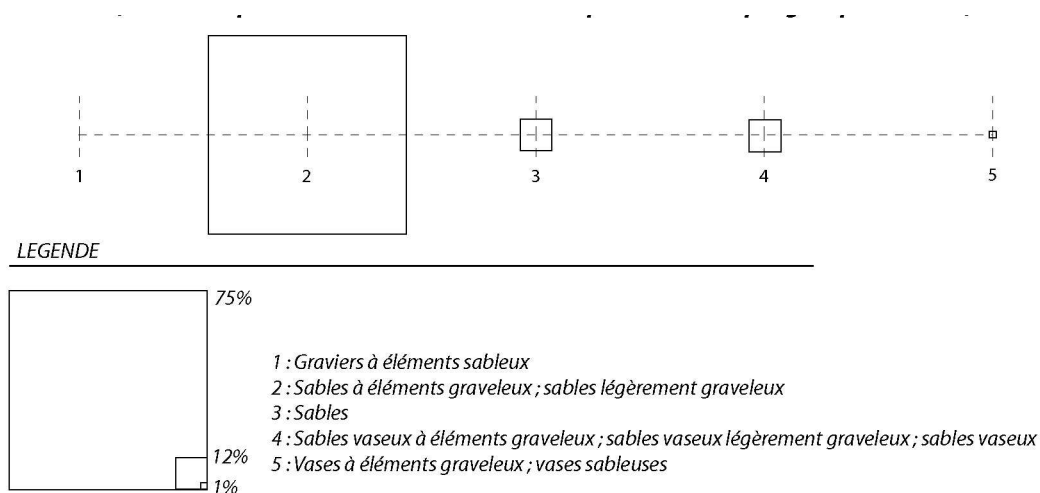 1 2 3 4 5
LEGENDE
75%
12%
1%
1 : Graviers à éléments sableux
2 : Sables à éléments graveleux ; sables légèrement graveleux
3 : Sables
4 : Sables vaseux à éléments graveleux ; sables vaseux légèrement graveleux ; sables vaseux
5 : Vases à éléments graveleux ; vases sableuses